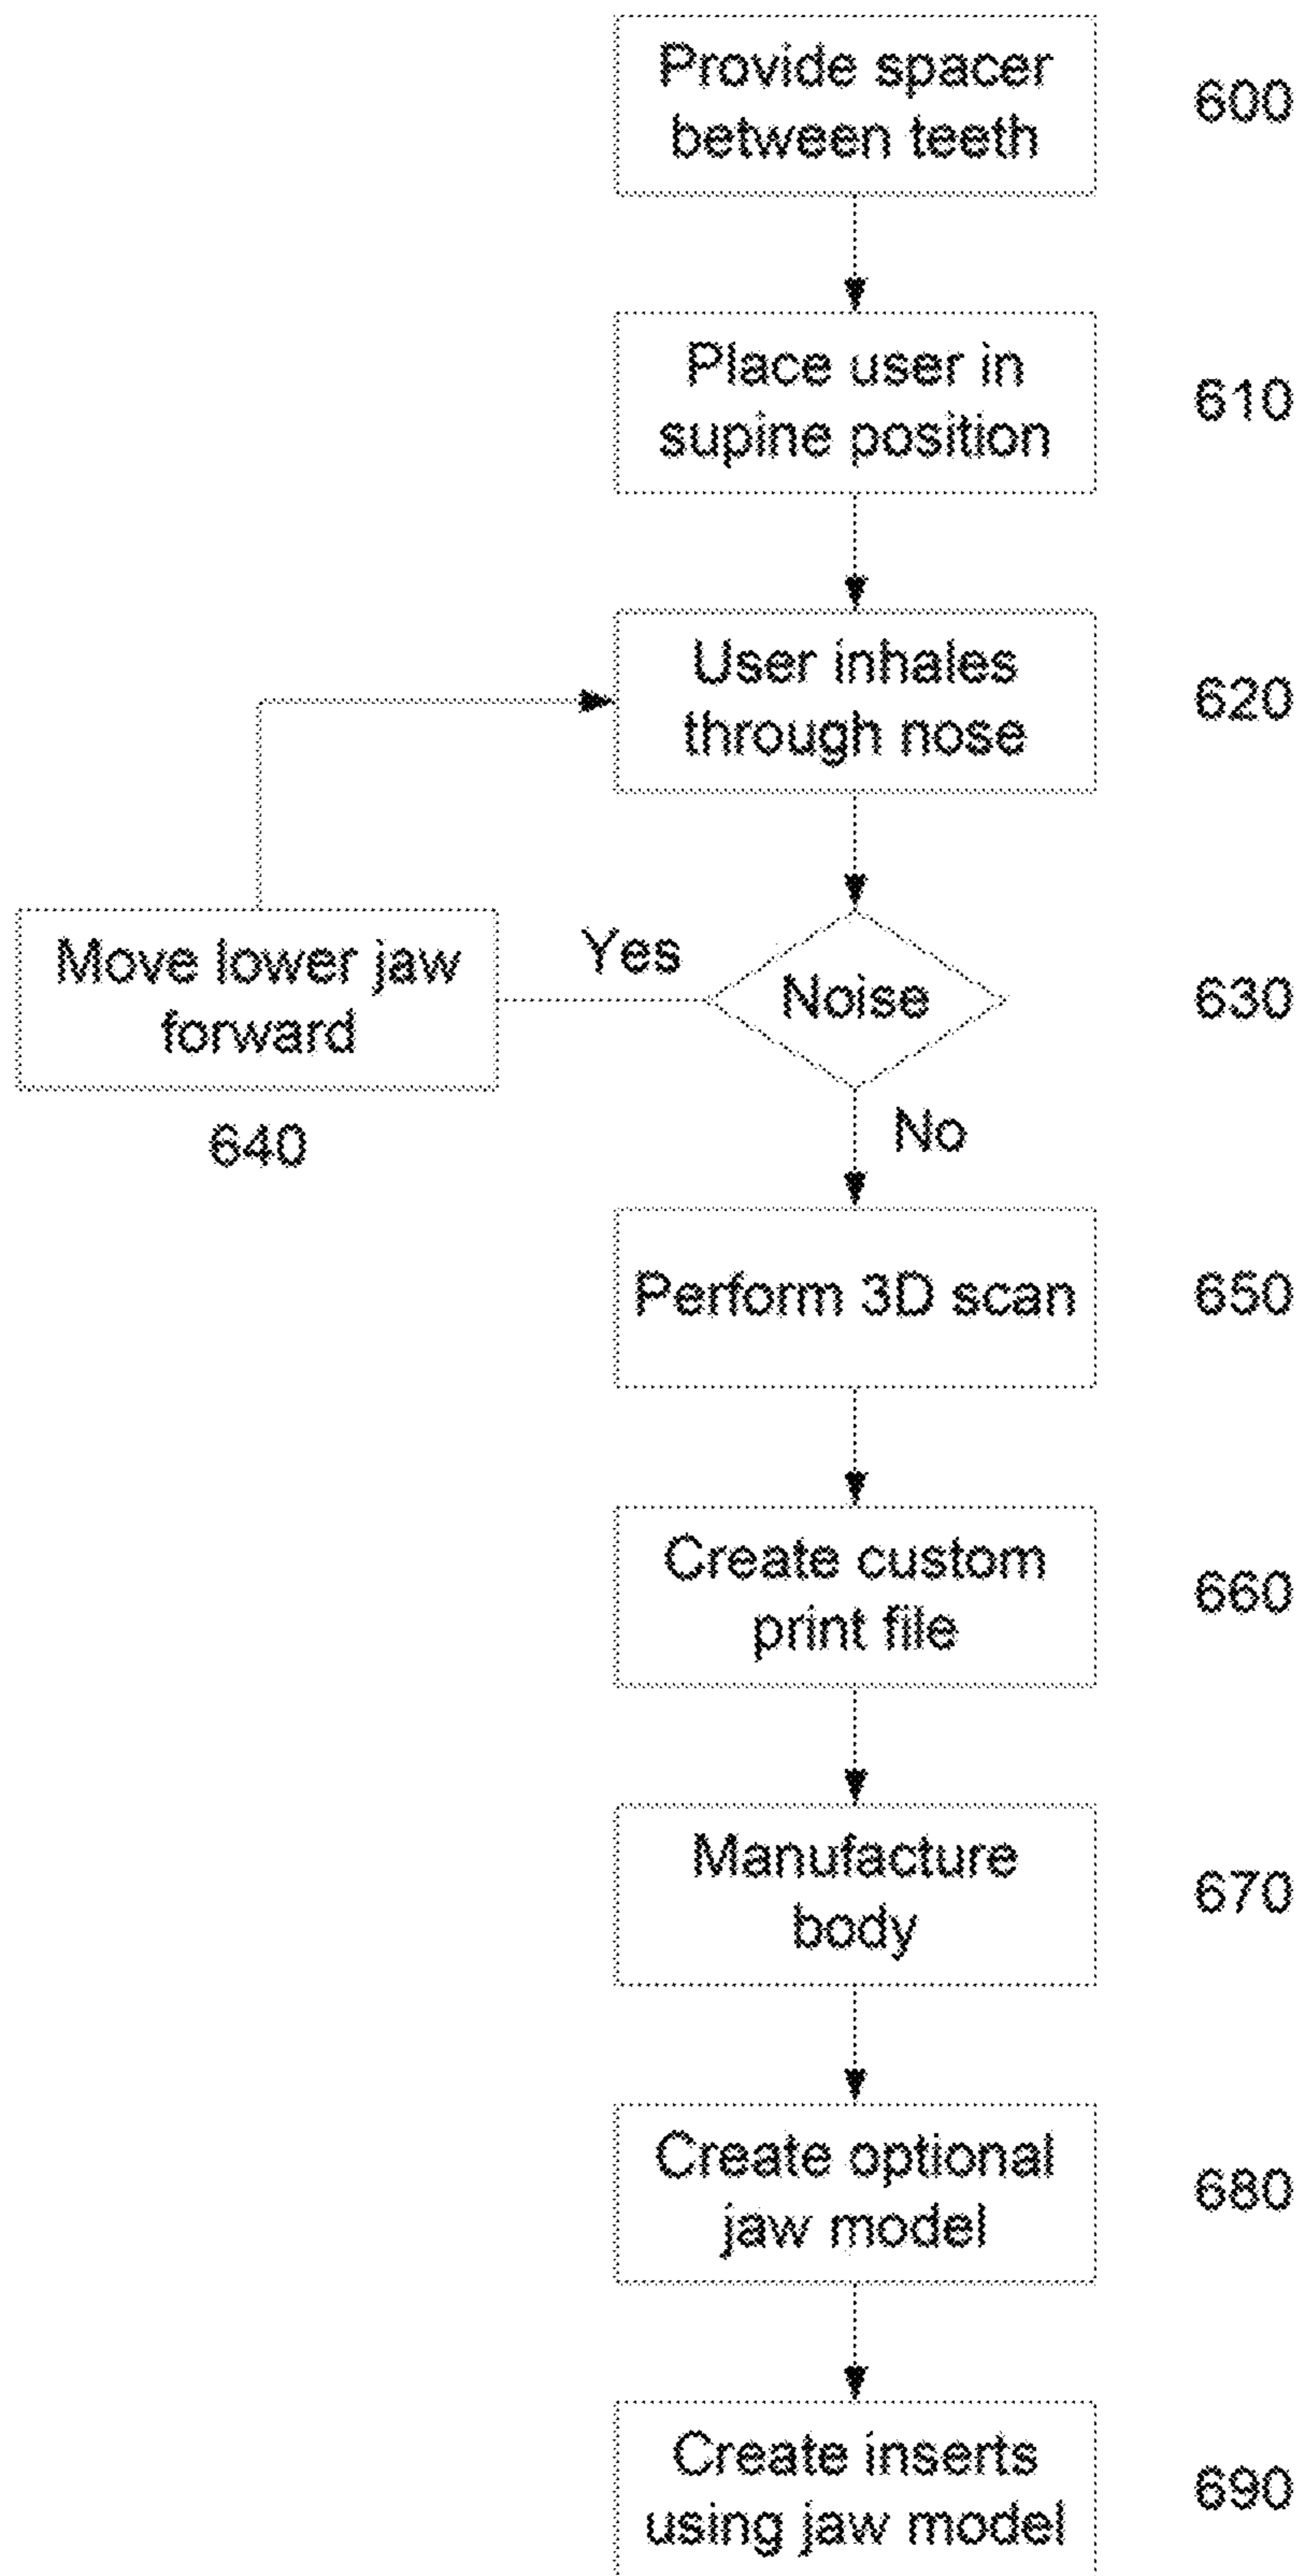 Provide spacer
between teeth
600
Place user in
supine position
610
User inhales
through nose
620
Move lower jaw
forward
640
Yes
Noise
630
No
Perform 3D scan
650
Create custom
print file
660
Manufacture
body
670
Create optional
jaw model
680
Create inserts
using jaw model
690